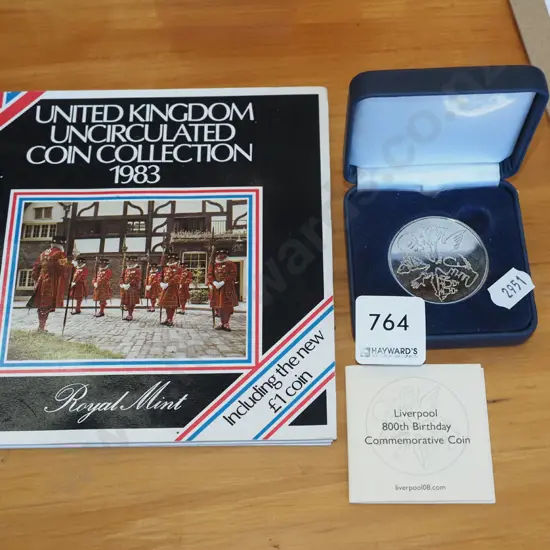 UNITED KINGDOM
UNCIRCULATED
COIN COLLECTION
1983
Including the new
£1 coin
Royal Mint
764
HAYWARD'S
2951
Liverpool
800th Birthday
Commemorative Coin
liverpool08.com